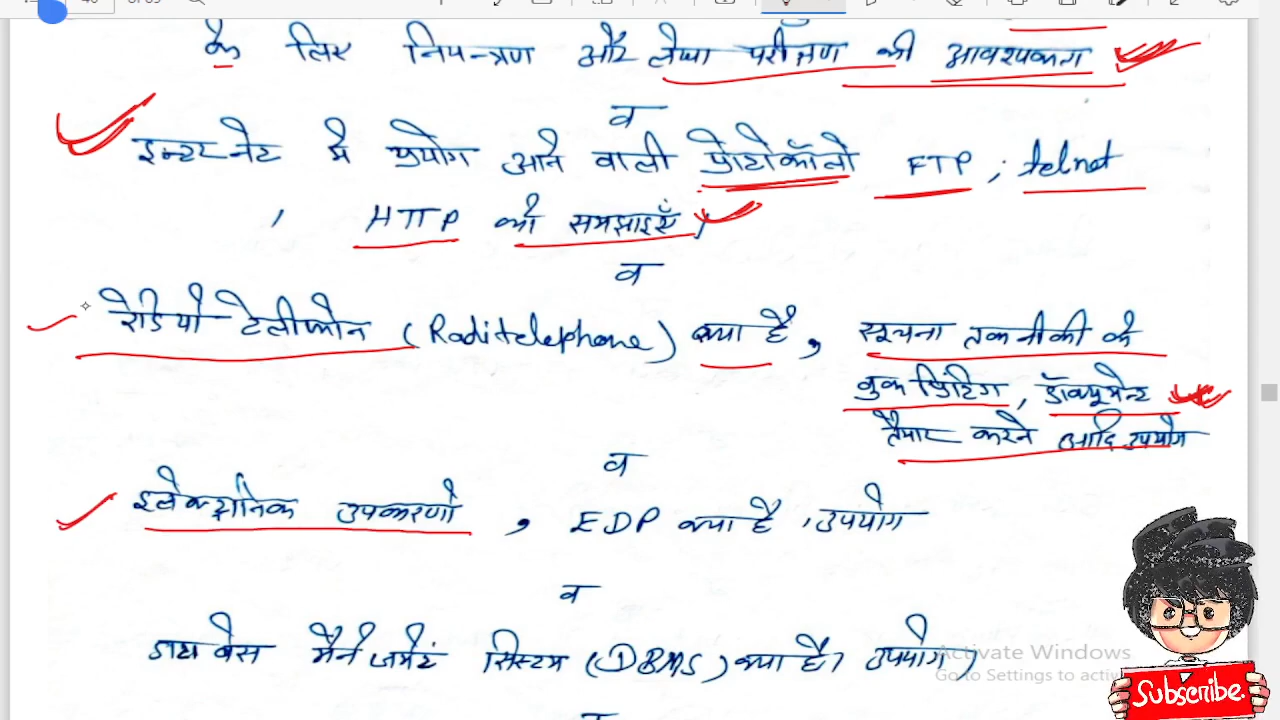 के लिए नियन्त्रण और लेखा परीक्षण की आवश्यकता
व
इन्टरनेट मे प्रयोग आने वाली प्रोटोकॉलो FTP, telnet
, HTTP को समझाइएँ।
व
रेडियो टेलीफोन (Raditelephone) क्या है, सूचना तकनीकी के
बुक प्रिंटिग, डॉक्यूमेन्ट
तैयार करने आदि उपयोग
व
इलेक्ट्रानिक उपकरणो, EDP क्या है, उपयोग
व
डाटा बेस मैनेजमेंट सिस्टम (DBMS) क्या है। उपयोग।
Activate Windows
Go to Settings to activ
Subscribe.